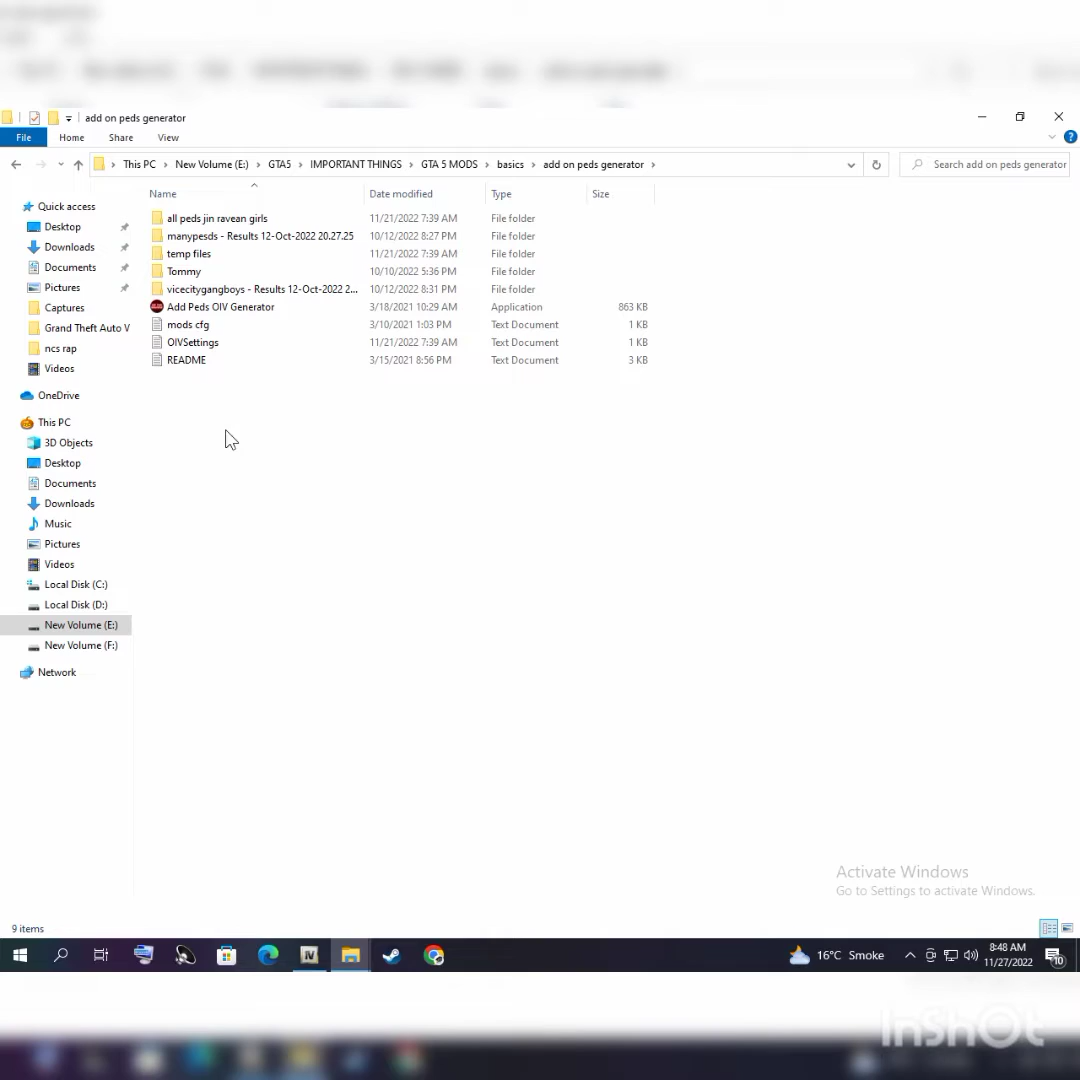 add on peds generator
File Home Share View
This PC New Volume (E:) GTA5 IMPORTANT THINGS GTA 5 MODS basics add on peds generator
Search add on peds generator
Name Date modified Type Size
Quick access
Desktop
Downloads
Documents
Pictures
Captures
Grand Theft Auto V
ncs rap
Videos
OneDrive
This PC
3D Objects
Desktop
Documents
Downloads
Music
Pictures
Videos
Local Disk (C:)
Local Disk (D:)
New Volume (E:)
New Volume (F:)
Network
all peds jin ravean girls 11/21/2022 7:39 AM File folder
manypesds - Results 12-Oct-2022 20.27.25 10/12/2022 8:27 PM File folder
temp files 11/21/2022 7:39 AM File folder
Tommy 10/10/2022 5:36 PM File folder
vicecitygangboys - Results 12-Oct-2022 2... 10/12/2022 8:31 PM File folder
Add Peds OIV Generator 3/18/2021 10:29 AM Application 863 KB
mods cfg 3/10/2021 1:03 PM Text Document 1 KB
OIVSettings 11/21/2022 7:39 AM Text Document 1 KB
README 3/15/2021 8:56 PM Text Document 3 KB
Activate Windows
Go to Settings to activate Windows.
9 items
IV
16°C Smoke
8:48 AM
11/27/2022
10
InShOt